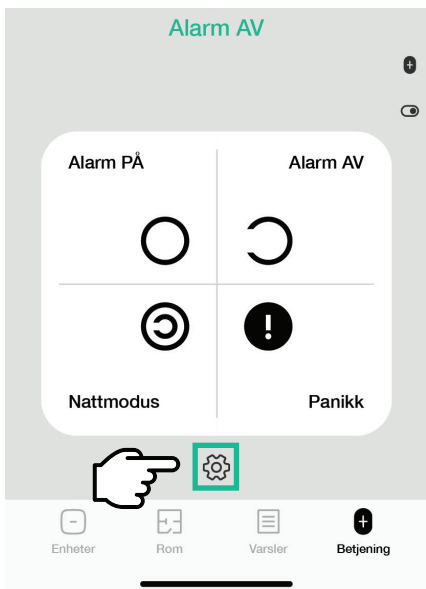 Alarm AV
Alarm PÅ
Alarm AV
Nattmodus
Panikk
Enheter
Rom
Varsler
Betjening